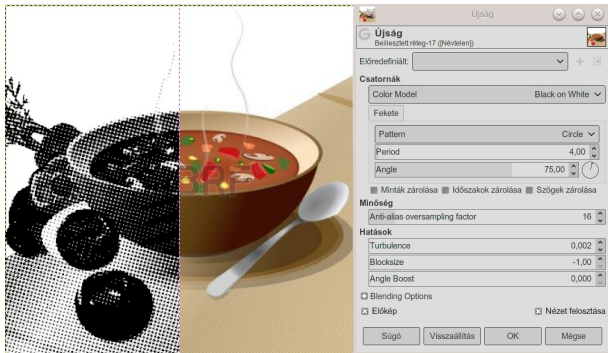 Újság
Újság
Beillesztett réteg-17 ([Névtelen])
Előredefiniált:
Csatornák
Color Model Black on White
Fekete
Pattern Circle
Period 4,00
Angle 75,00
Minták zárolása Időszakok zárolása Szögek zárolása
Minőség
Anti-alias oversampling factor 16
Hatások
Turbulence 0,002
Blocksize -1,00
Angle Boost 0,000
Blending Options
Előkép Nézet felosztása
Súgó Visszaállítás OK Mégse